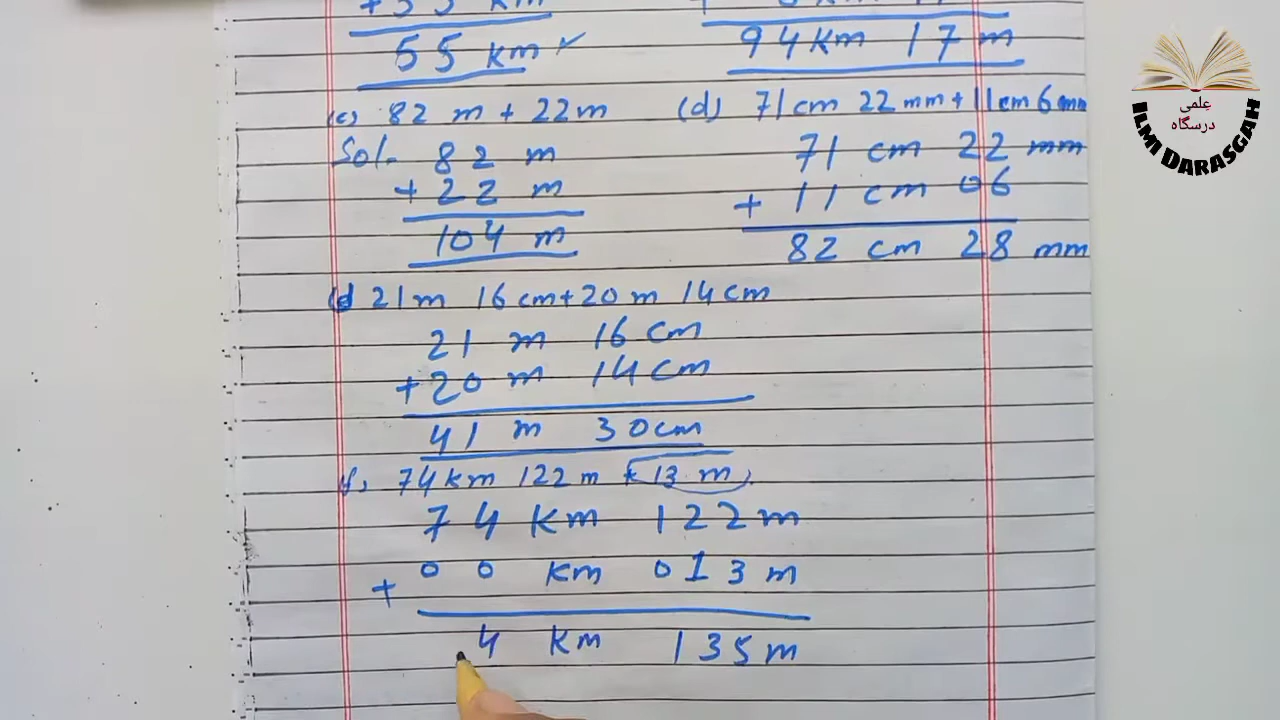 55 km ✓
94 km 17 m
(c) 82 m + 22 m
Sol. 82 m
+ 22 m
104 m
(d) 71 cm 22 mm + 11 cm 6 mm
71 cm 22 mm
+ 11 cm 06
82 cm 28 mm
(d 21 m 16 cm + 20 m 14 cm
21 m 16 cm
+ 20 m 14 cm
41 m 30 cm
f, 74 km 122 m + 13 m
74 km 122 m
+ 00 km 013 m
4 km 135 m
علمی
درسگاہ
ILMI DARASGAH